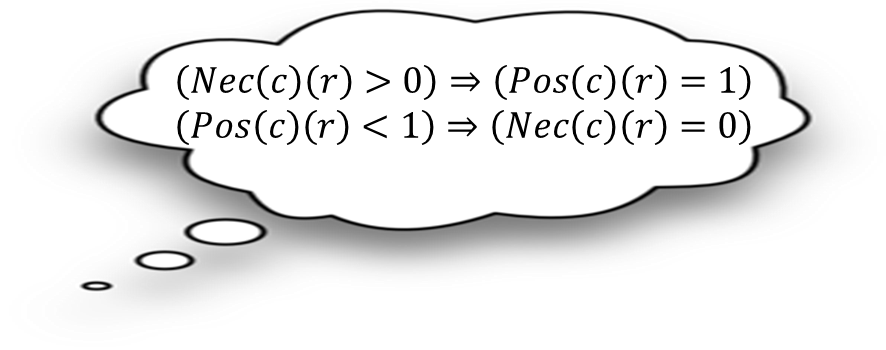 (Nec(c)(r) > 0) ⇒ (Pos(c)(r) = 1)
(Pos(c)(r) < 1) ⇒ (Nec(c)(r) = 0)